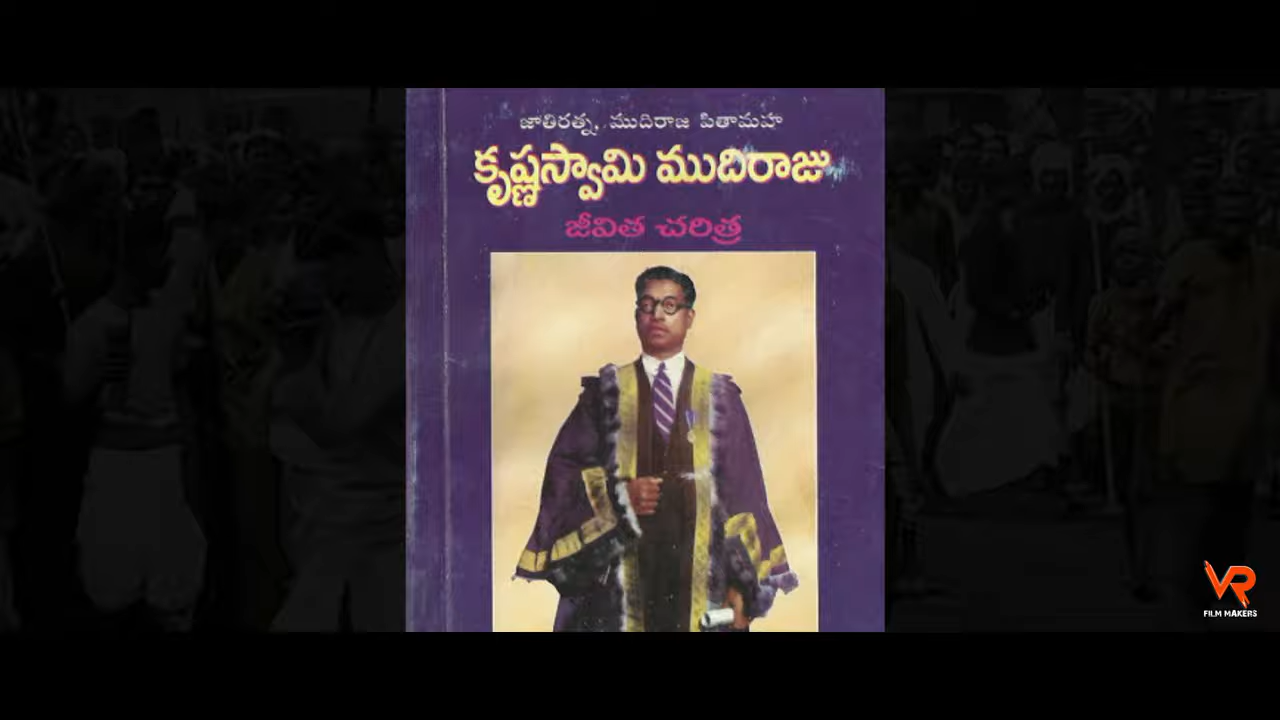 జాతిరత్న, ముదిరాజ పితామహ
కృష్ణస్వామి ముదిరాజు
జీవిత చరిత్ర
VR
FILM MAKERS